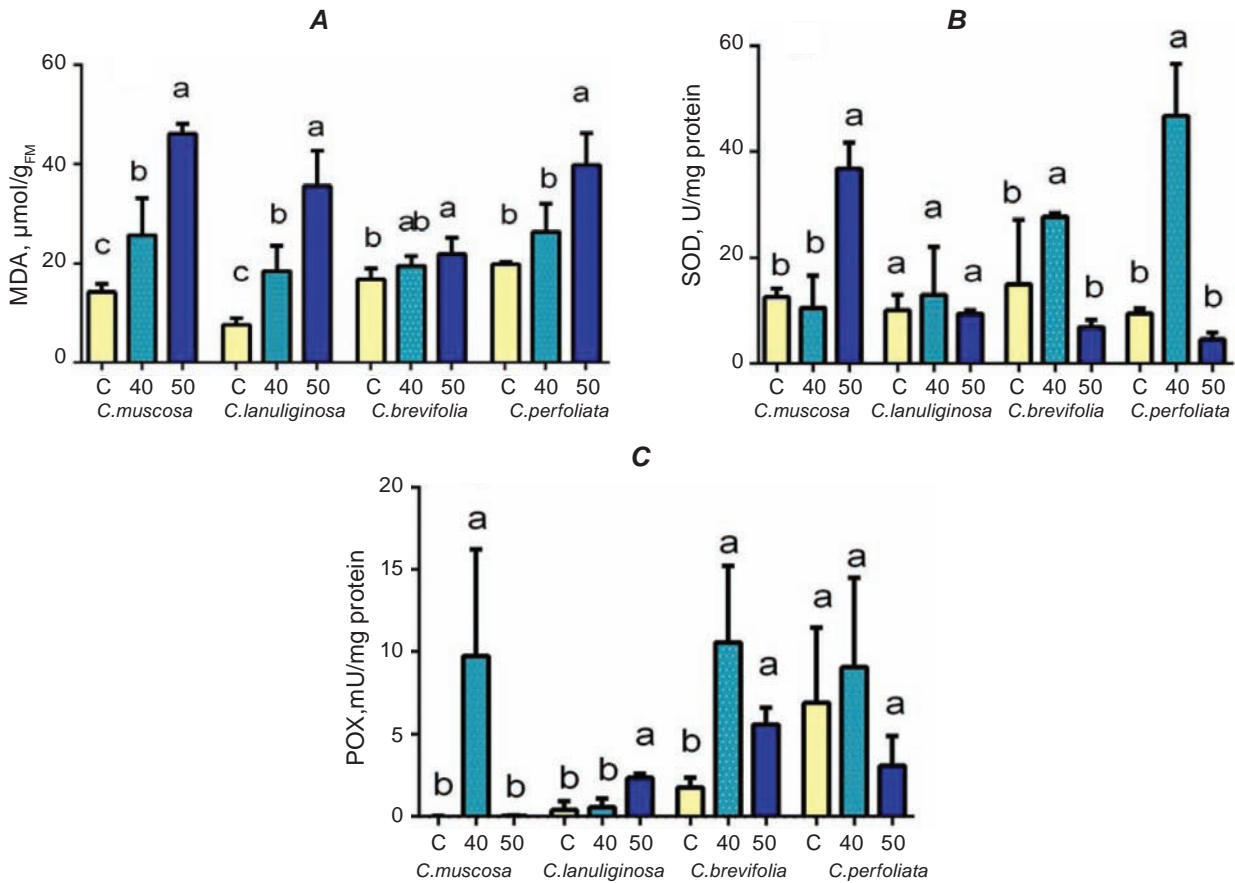 A
MDA, µmol/gFM
60
40
20
0
c
b
a
c
b
a
b
ab
a
b
b
a
C 40 50 C 40 50 C 40 50 C 40 50
C.muscosa C.lanuliginosa C.brevifolia C.perfoliata
B
SOD, U/mg protein
60
40
20
0
b
b
a
a
a
a
b
a
b
b
a
b
C 40 50 C 40 50 C 40 50 C 40 50
C.muscosa C.lanuliginosa C.brevifolia C.perfoliata
C
POX,mU/mg protein
20
15
10
5
0
b
a
b
b
b
a
b
a
a
a
a
a
C 40 50 C 40 50 C 40 50 C 40 50
C.muscosa C.lanuliginosa C.brevifolia C.perfoliata